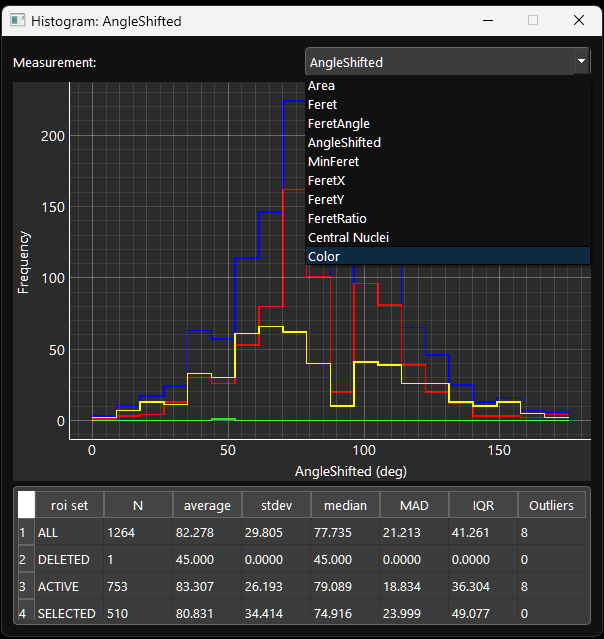 Histogram: AngleShifted
Measurement:
AngleShifted
Area
Feret
FeretAngle
AngleShifted
MinFeret
FeretX
FeretY
FeretRatio
Central Nuclei
Color
200
150
100
50
0
Frequency
0 50 100 150
AngleShifted (deg)
roi set N average stdev median MAD IQR Outliers
1 ALL 1264 82.278 29.805 77.735 21.213 41.261 8
2 DELETED 1 45.000 0.0000 45.000 0.0000 0.0000 0
3 ACTIVE 753 83.307 26.193 79.089 18.834 36.304 8
4 SELECTED 510 80.831 34.414 74.916 23.999 49.077 0